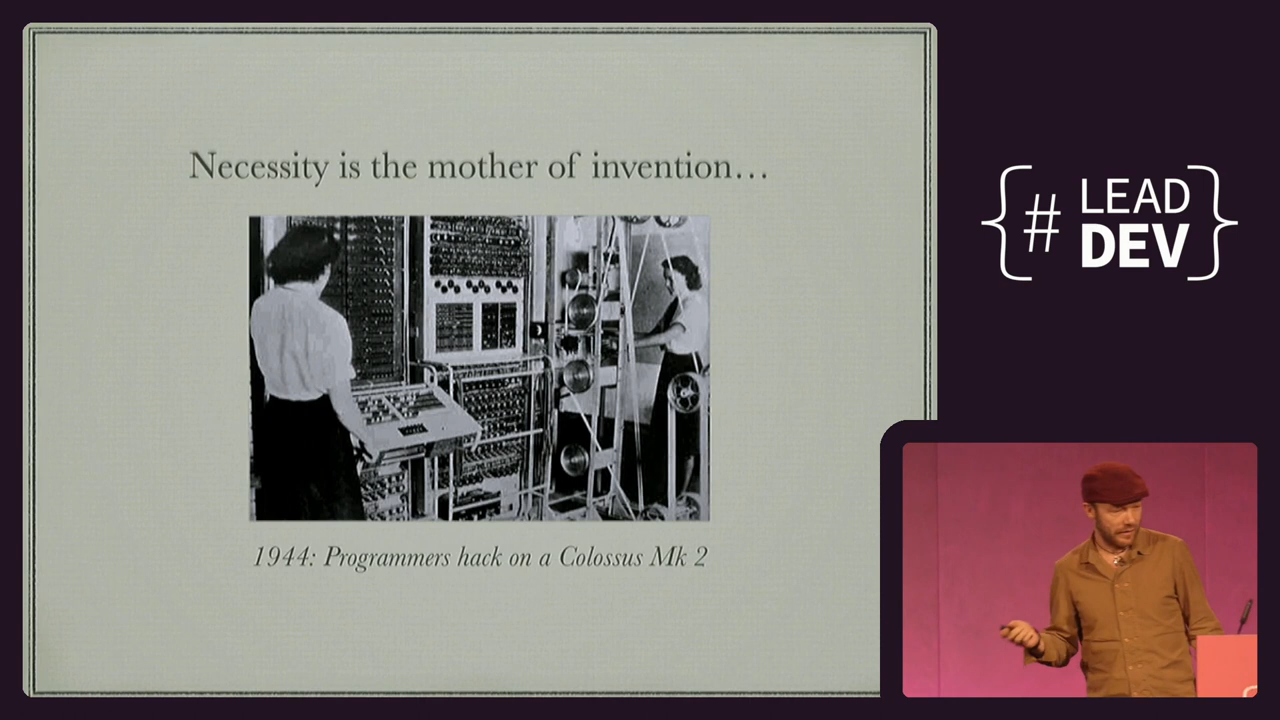 Necessity is the mother of invention…
1944: Programmers hack on a Colossus Mk 2
{# LEAD
DEV}